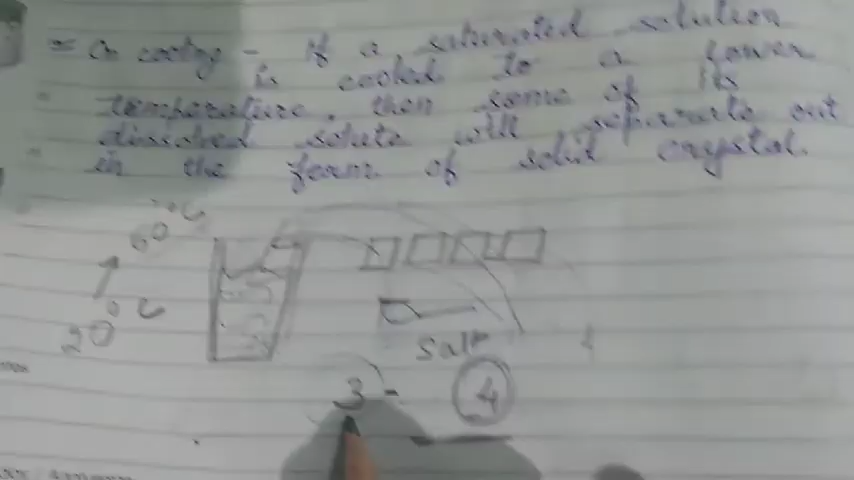 = On cooling - if a saturated solution
is cooled to a lower
temperature, then some of its
dissolved solute will separate out
in the form of solid crystal.
60 °C
20 °C
Salt
3 - 4